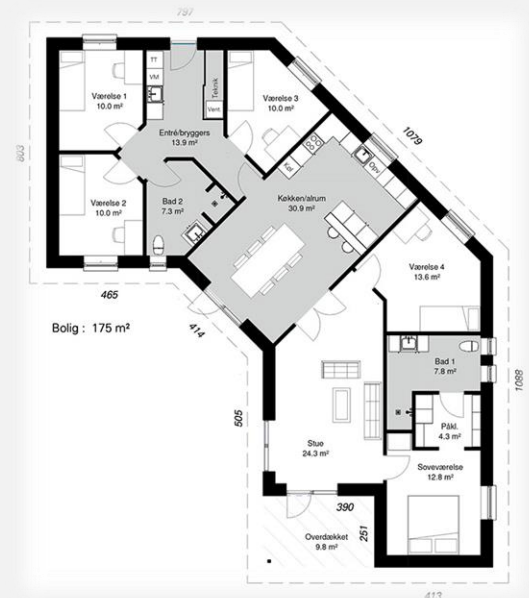 797
TT
VM
Teknik
Vent.
Værelse 1
10.0 m²
Værelse 3
10.0 m²
Entré/bryggers
13.9 m²
1079
603
Køl
Opv
Værelse 2
10.0 m²
Bad 2
7.3 m²
Køkken/alrum
30.9 m²
Værelse 4
13.6 m²
465
414
Bolig : 175 m²
Bad 1
7.8 m²
1088
505
Påkl.
4.3 m²
Stue
24.3 m²
Soveværelse
12.8 m²
390
251
Overdækket
9.8 m²
413